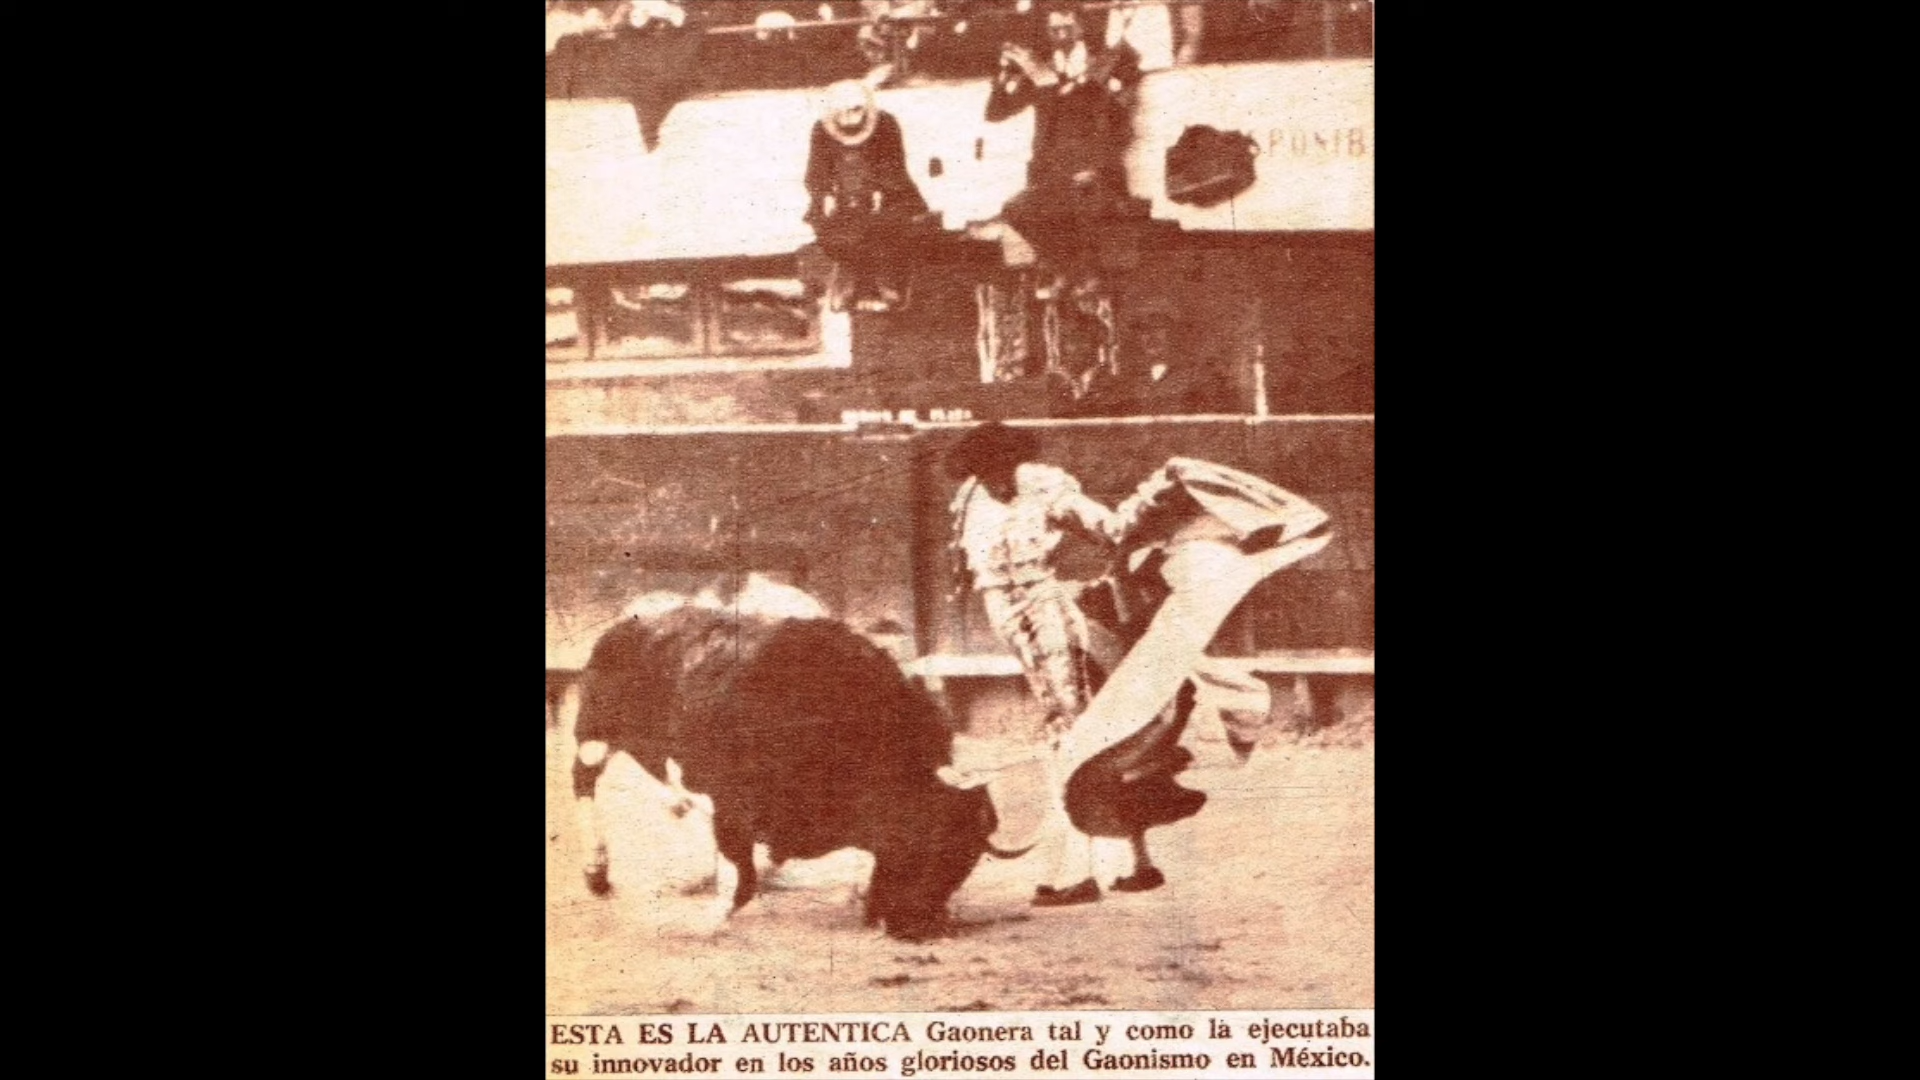 ESTA ES LA AUTENTICA Gaonera tal y como la ejecutaba
su innovador en los años gloriosos del Gaonismo en México.